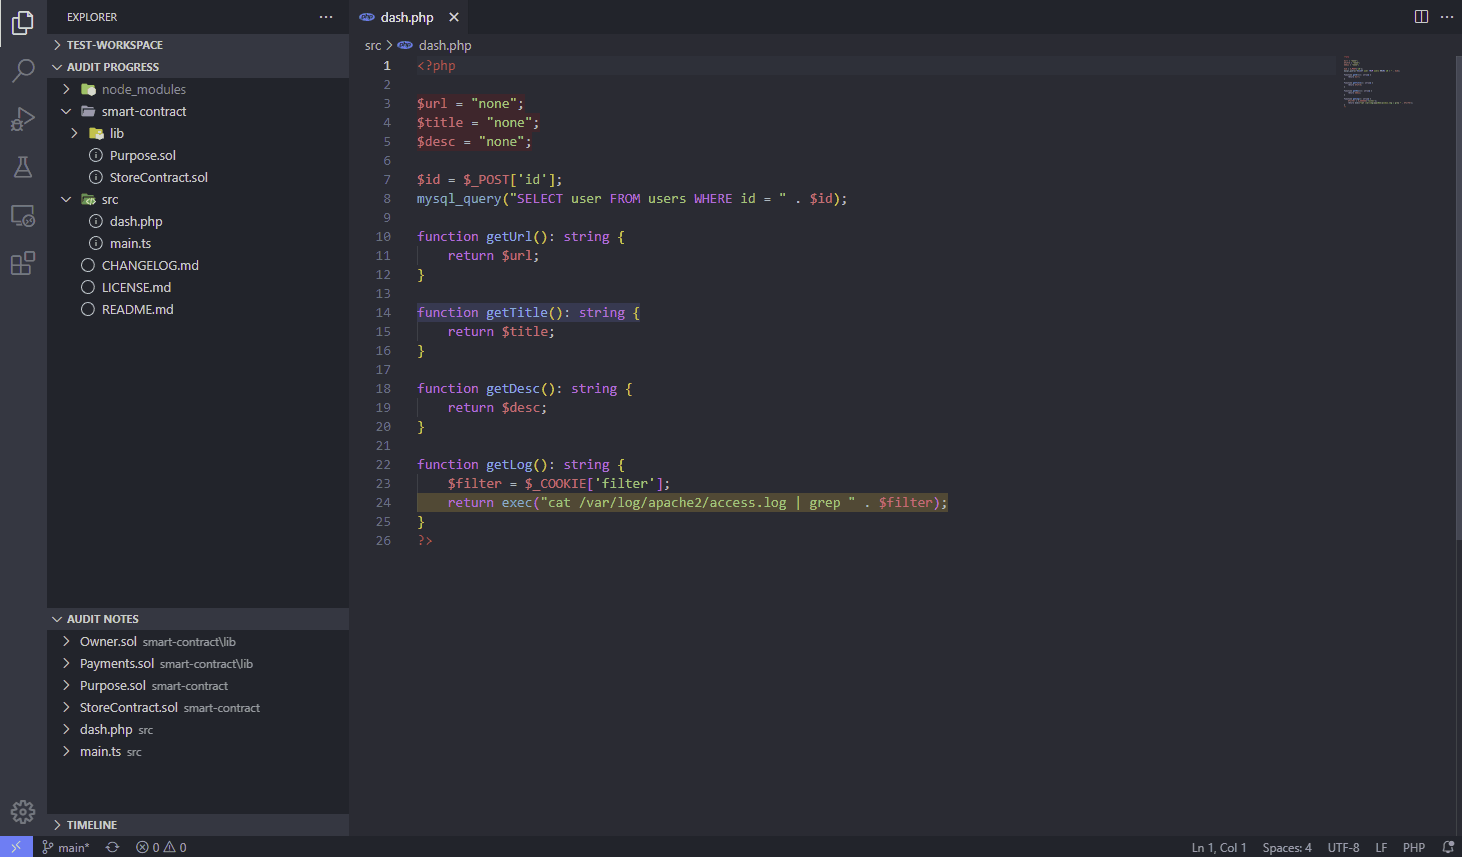 EXPLORER
TEST-WORKSPACE
AUDIT PROGRESS
node_modules
smart-contract
lib
Purpose.sol
StoreContract.sol
src
dash.php
main.ts
CHANGELOG.md
LICENSE.md
README.md
AUDIT NOTES
Owner.sol smart-contract\lib
Payments.sol smart-contract\lib
Purpose.sol smart-contract
StoreContract.sol smart-contract
dash.php src
main.ts src
TIMELINE
php dash.php
src > php dash.php
1 <?php
2
3 $url = "none";
4 $title = "none";
5 $desc = "none";
6
7 $id = $_POST['id'];
8 mysql_query("SELECT user FROM users WHERE id = " . $id);
9
10 function getUrl(): string {
11 return $url;
12 }
13
14 function getTitle(): string {
15 return $title;
16 }
17
18 function getDesc(): string {
19 return $desc;
20 }
21
22 function getLog(): string {
23 $filter = $_COOKIE['filter'];
24 return exec("cat /var/log/apache2/access.log | grep " . $filter);
25 }
26 ?>
main* 0 0 Ln 1, Col 1 Spaces: 4 UTF-8 LF PHP